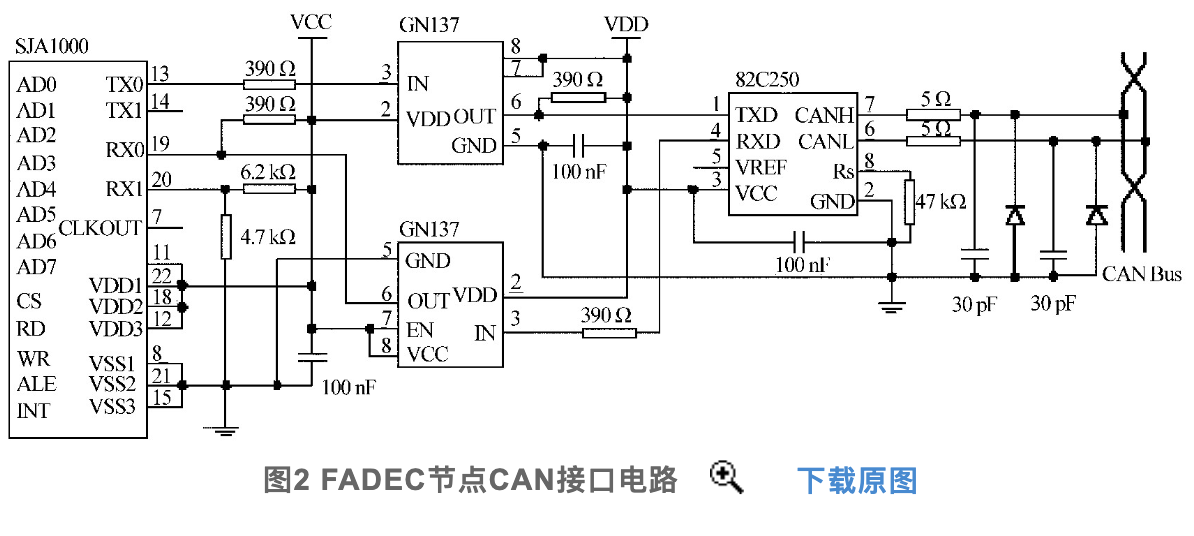 VCC
GN137
VDD
SJA1000
AD0
AD1
AD2
AD3
AD4
AD5
AD6
AD7
CS
RD
WR
ALE
INT
TX0
13
TX1
14
RX0
19
RX1
20
CLKOUT
7
11
VDD1
22
VDD2
18
VDD3
12
VSS1
8
VSS2
21
VSS3
15
390 Ω
390 Ω
6.2 kΩ
4.7 kΩ
100 nF
3
IN
2
VDD
OUT
GND
8
7
6
5
390 Ω
100 nF
GN137
5
GND
6
OUT
7
EN
8
VCC
VDD
2
IN
3
390 Ω
82C250
1
TXD
4
RXD
5
VREF
3
VCC
CANH
7
CANL
6
Rs
8
GND
2
5 Ω
5 Ω
47 kΩ
100 nF
30 pF
30 pF
CAN Bus
图2 FADEC节点CAN接口电路
下载原图